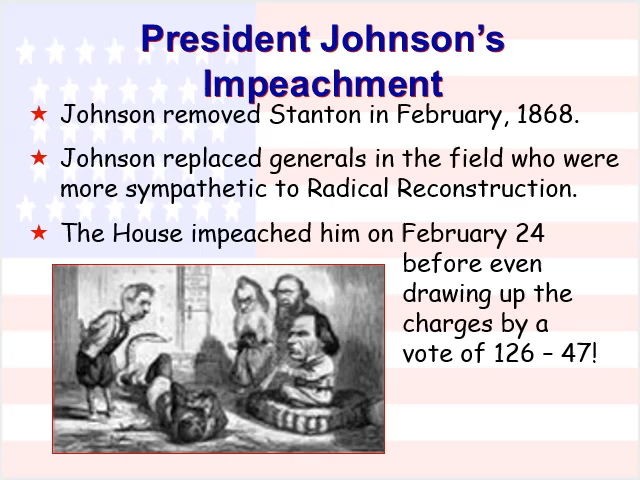 President Johnson’s
Impeachment
Johnson removed Stanton in February, 1868.
Johnson replaced generals in the field who were
more sympathetic to Radical Reconstruction.
The House impeached him on February 24
before even
drawing up the
charges by a
vote of 126 – 47!